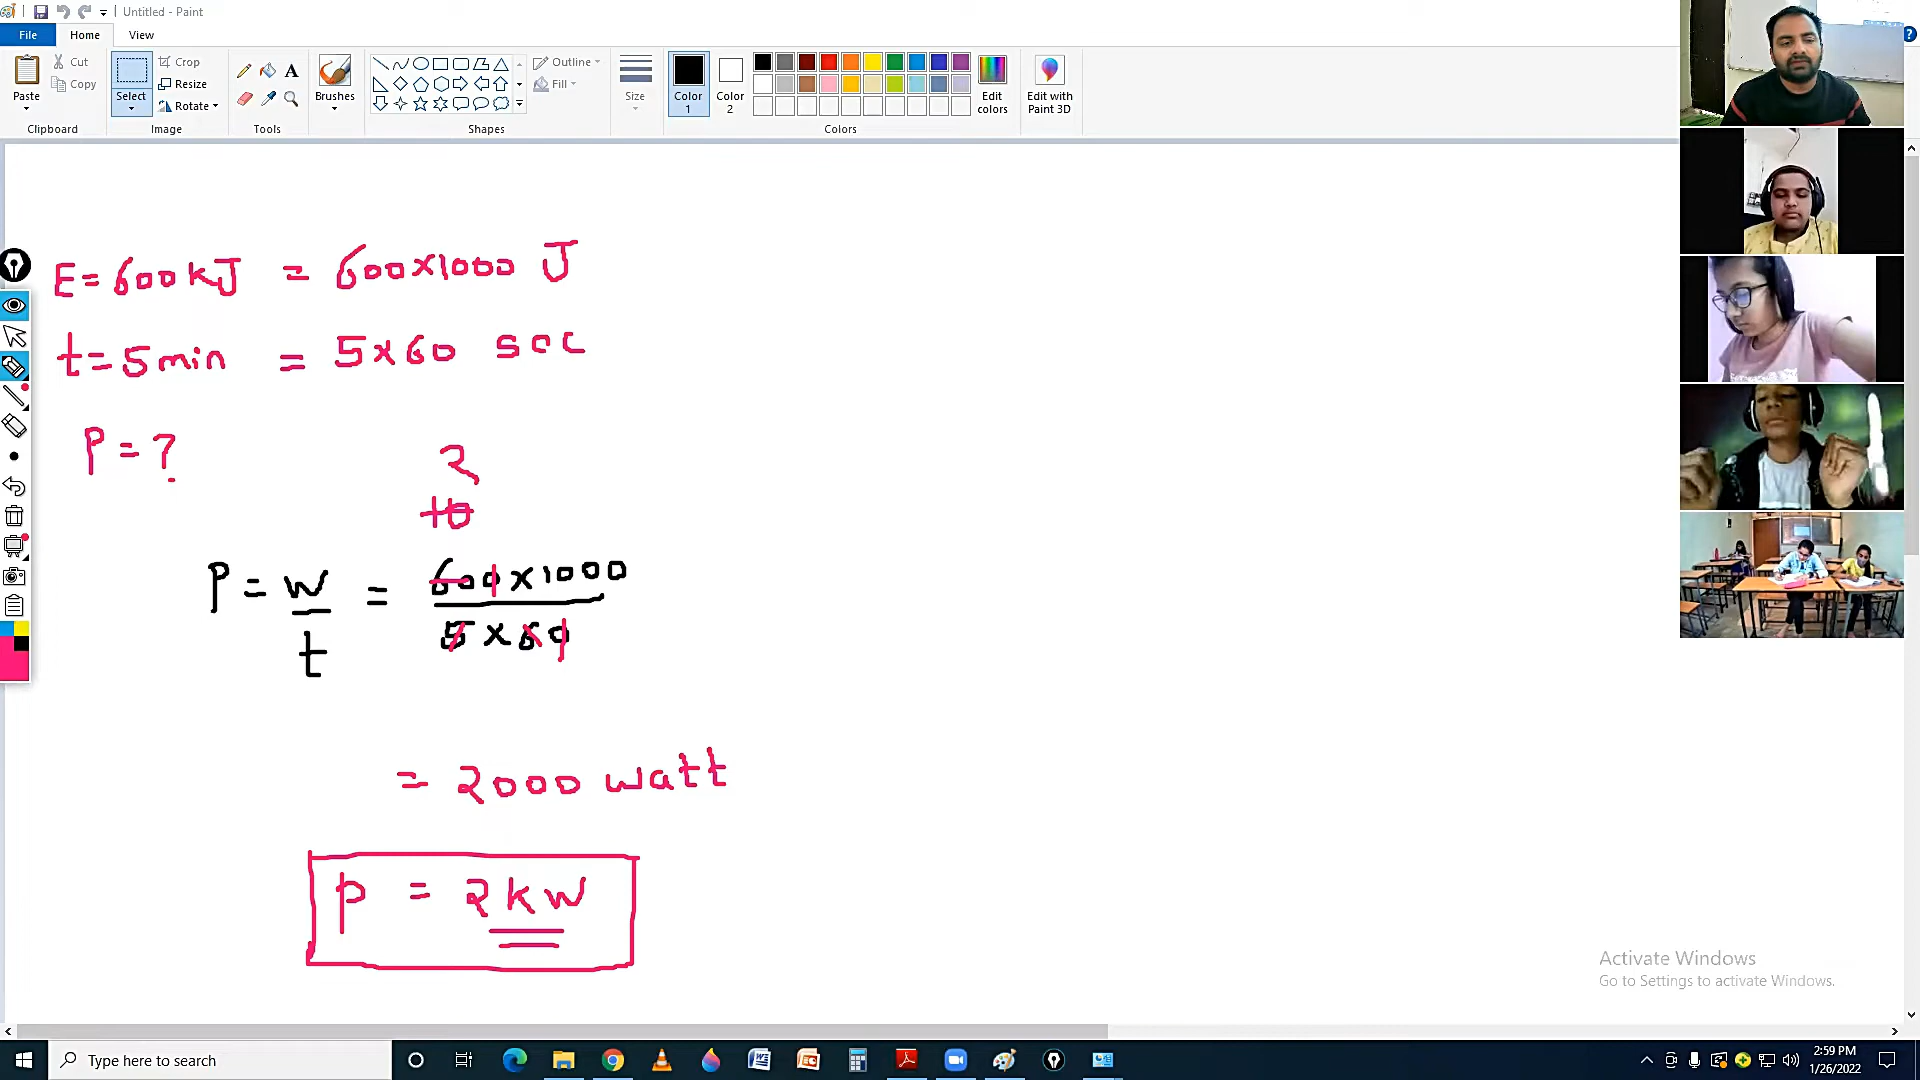 Untitled - Paint
File Home View
Paste Cut Copy Clipboard
Select Crop Resize Rotate Image
Tools
Brushes
Outline Fill Shapes
Size
Color 1 Color 2 Edit colors Colors
Edit with Paint 3D
E = 600 kJ = 600×1000 J
t = 5 min = 5×60 sec
P = ?
2
10
P = W/t = 600×1000 / 5×60
= 2000 watt
P = 2 kW
Activate Windows
Go to Settings to activate Windows.
Type here to search
2:59 PM
1/26/2022